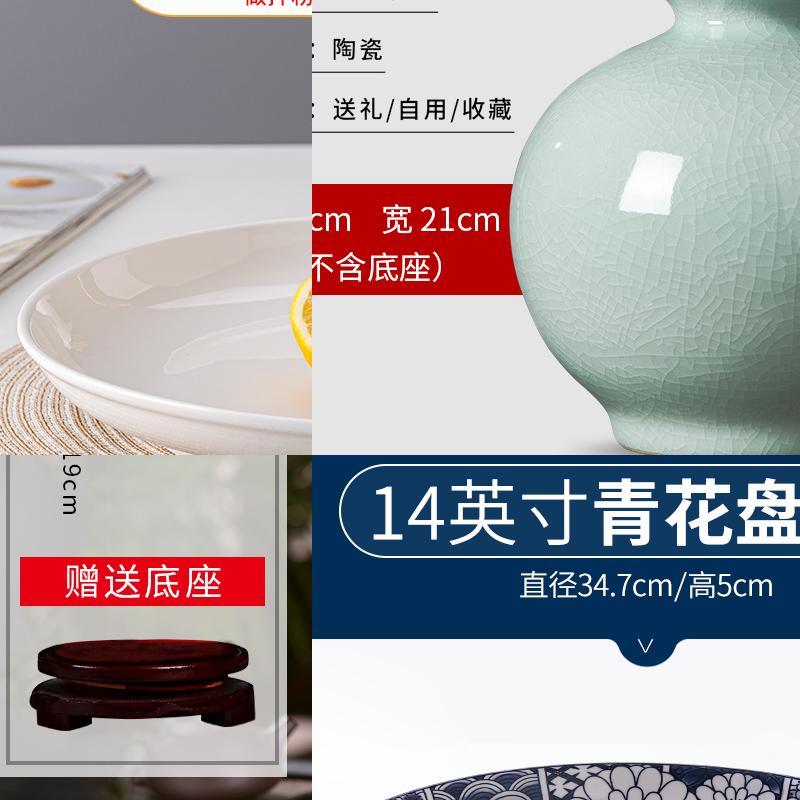 ：陶瓷
：送礼/自用/收藏
cm 宽 21cm
不含底座）
19cm
赠送底座
14英寸青花盘
直径34.7cm/高5cm